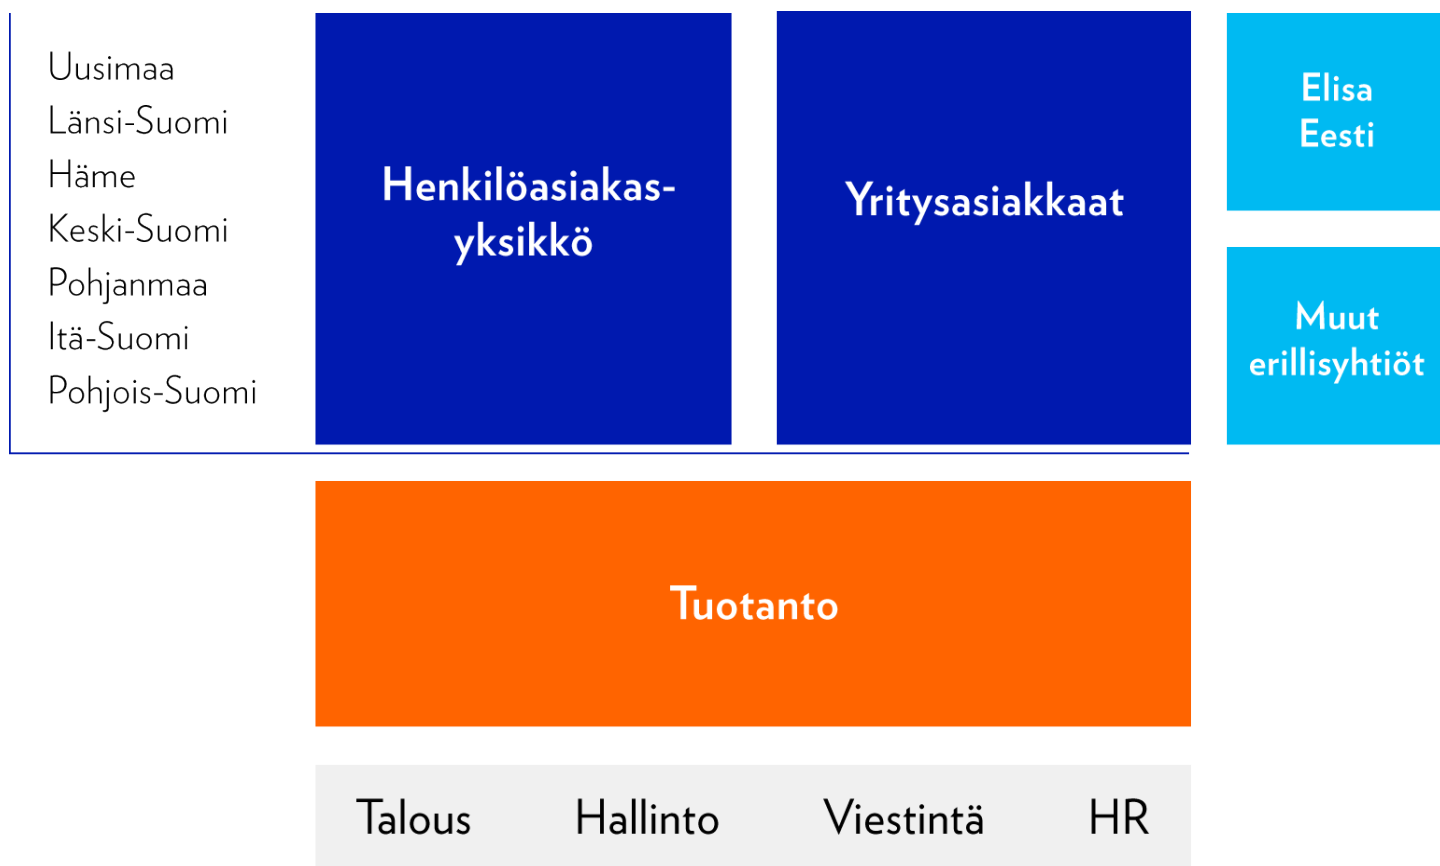 Uusimaa
Länsi-Suomi
Häme
Keski-Suomi
Pohjanmaa
Itä-Suomi
Pohjois-Suomi
Henkilöasiakas-
yksikkö
Yritysasiakkaat
Elisa
Eesti
Muut
erillisyhtiöt
Tuotanto
Talous Hallinto Viestintä HR